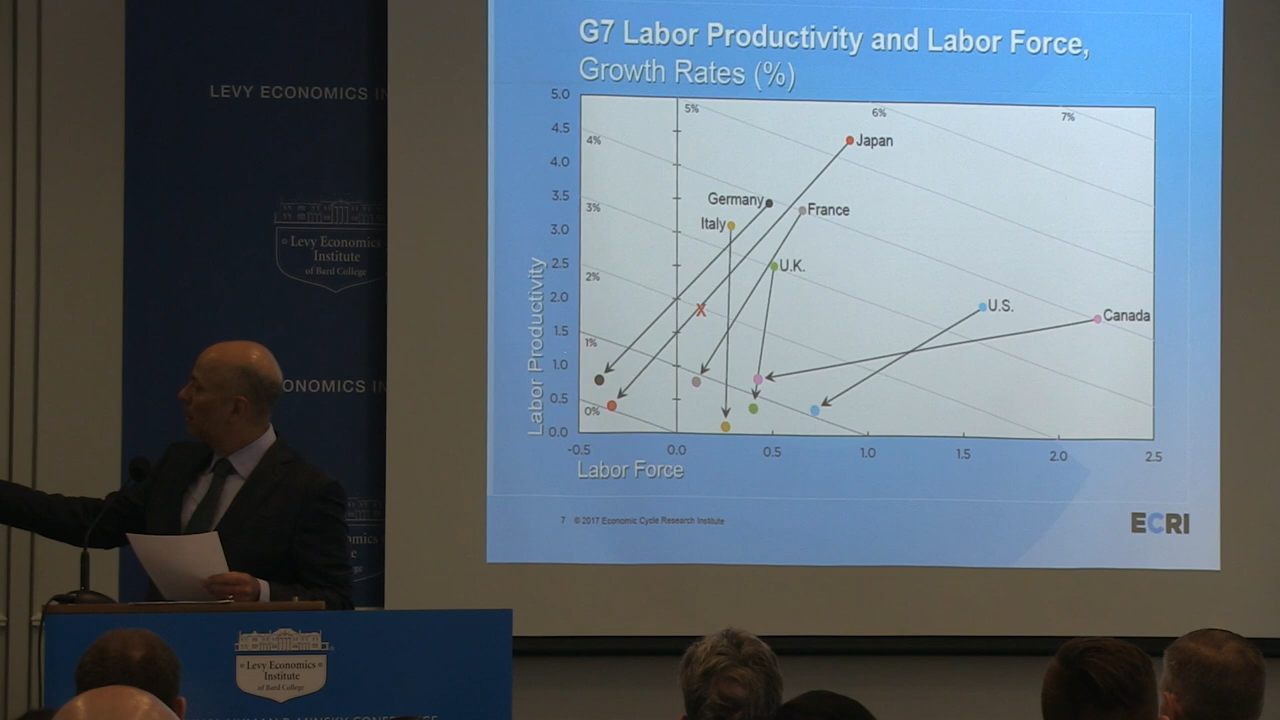 G7 Labor Productivity and Labor Force,
Growth Rates (%)
5.0
4.5
4.0
3.5
3.0
2.5
2.0
1.5
1.0
0.5
0.0
Labor Productivity
5%
6%
7%
4%
3%
2%
1%
0%
Japan
Germany
France
Italy
U.K.
X
U.S.
Canada
-0.5
0.0
0.5
1.0
1.5
2.0
2.5
Labor Force
7 © 2017 Economic Cycle Research Institute
ECRI
LEVY ECONOMICS IN
Levy Economics
Institute
of Bard College
ONOMICS IN
Levy Economics
Institute
of Bard College